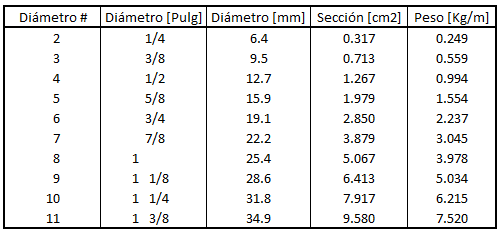 Diámetro # Diámetro [Pulg] Diámetro [mm] Sección [cm2] Peso [Kg/m]
2 1/4 6.4 0.317 0.249
3 3/8 9.5 0.713 0.559
4 1/2 12.7 1.267 0.994
5 5/8 15.9 1.979 1.554
6 3/4 19.1 2.850 2.237
7 7/8 22.2 3.879 3.045
8 1 25.4 5.067 3.978
9 1 1/8 28.6 6.413 5.034
10 1 1/4 31.8 7.917 6.215
11 1 3/8 34.9 9.580 7.520